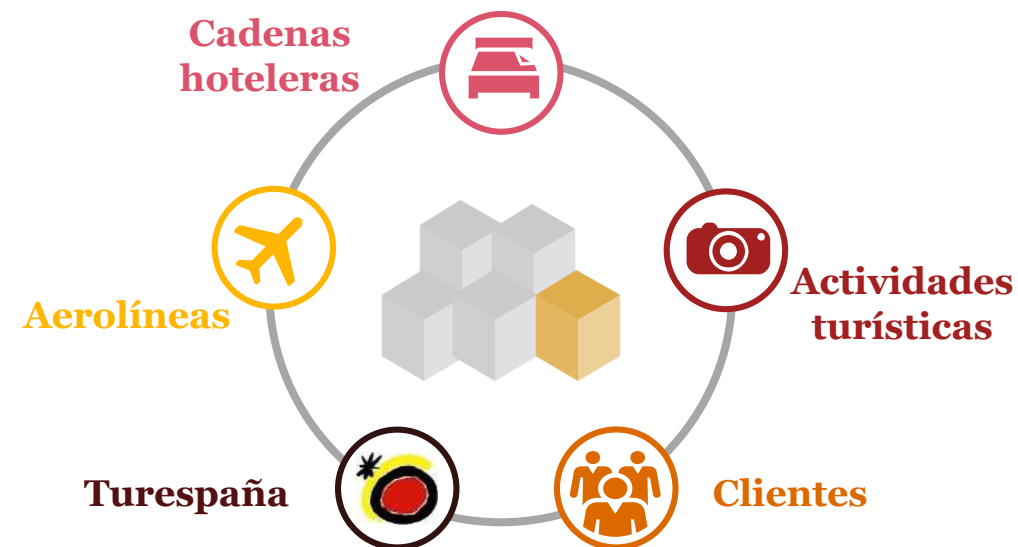 Cadenas
hoteleras
Aerolíneas
Actividades
turísticas
Turespaña
Clientes